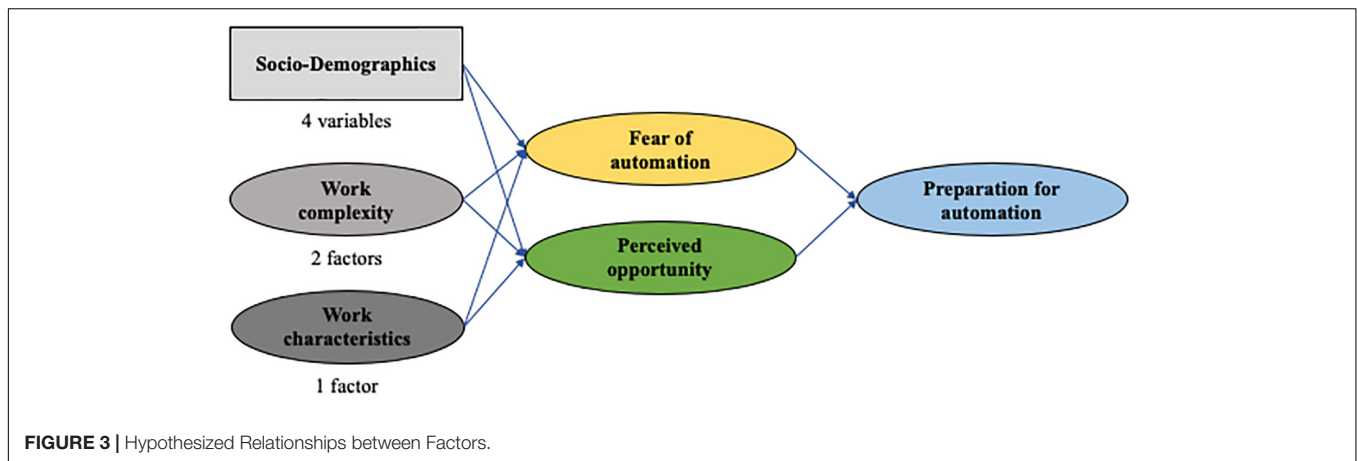 Socio-Demographics
4 variables
Work
complexity
2 factors
Work
characteristics
1 factor
Fear of
automation
Perceived
opportunity
Preparation for
automation
FIGURE 3 | Hypothesized Relationships between Factors.